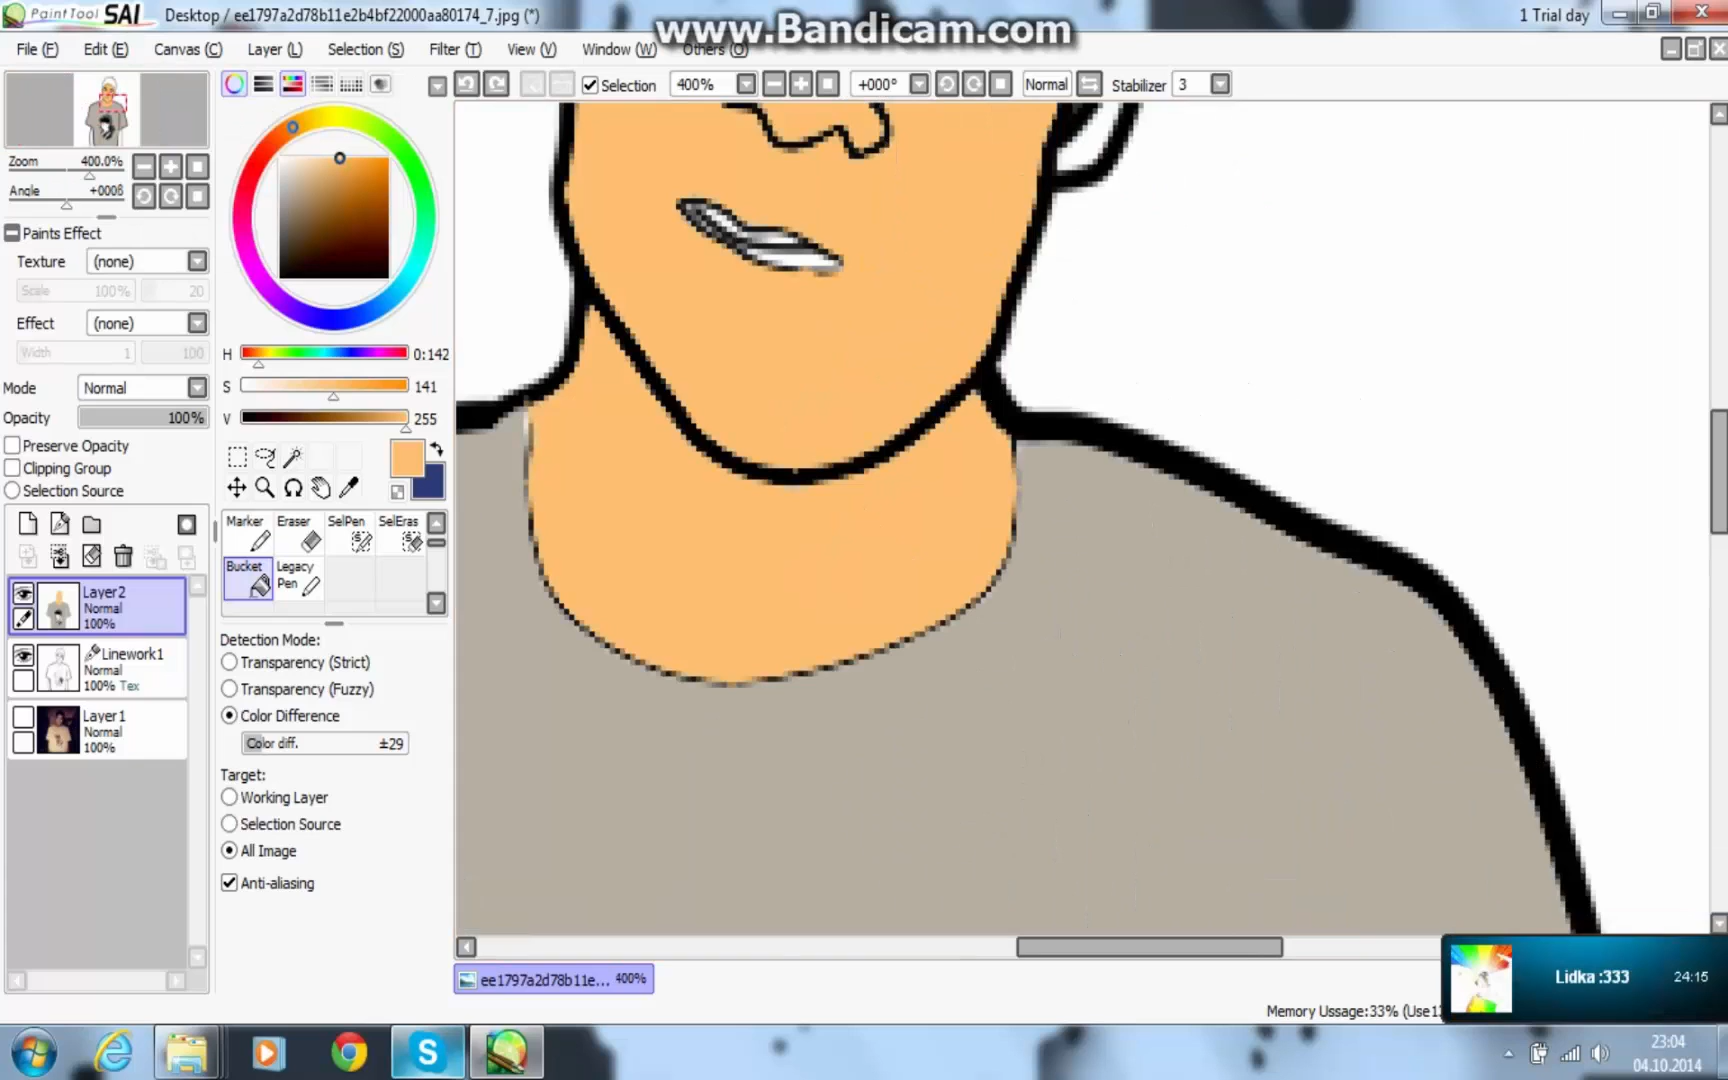 PaintTool SAI
Desktop / ee1797a2d78b11e2b4bf22000aa80174_7.jpg (*)
www.Bandicam.com
1 Trial day
File (F)
Edit (E)
Canvas (C)
Layer (L)
Selection (S)
Filter (T)
View (V)
Window (W)
Others (O)
Selection
400%
+000°
Normal
Stabilizer
3
Zoom
400.0%
Angle
+000ß
Paints Effect
Texture
(none)
Scale
100%
20
Effect
(none)
Width
1
100
Mode
Normal
Opacity
100%
Preserve Opacity
Clipping Group
Selection Source
H
0:142
S
141
V
255
Marker
Eraser
SelPen
SelEras
Bucket
Legacy
Pen
Layer2
Normal
100%
Linework1
Normal
100% Tex
Layer1
Normal
100%
Detection Mode:
Transparency (Strict)
Transparency (Fuzzy)
Color Difference
Color diff.
±29
Target:
Working Layer
Selection Source
All Image
Anti-aliasing
ee1797a2d78b11e...
400%
Memory Ussage:33% (Use1
Lidka :333
24:15
23:04
04.10.2014